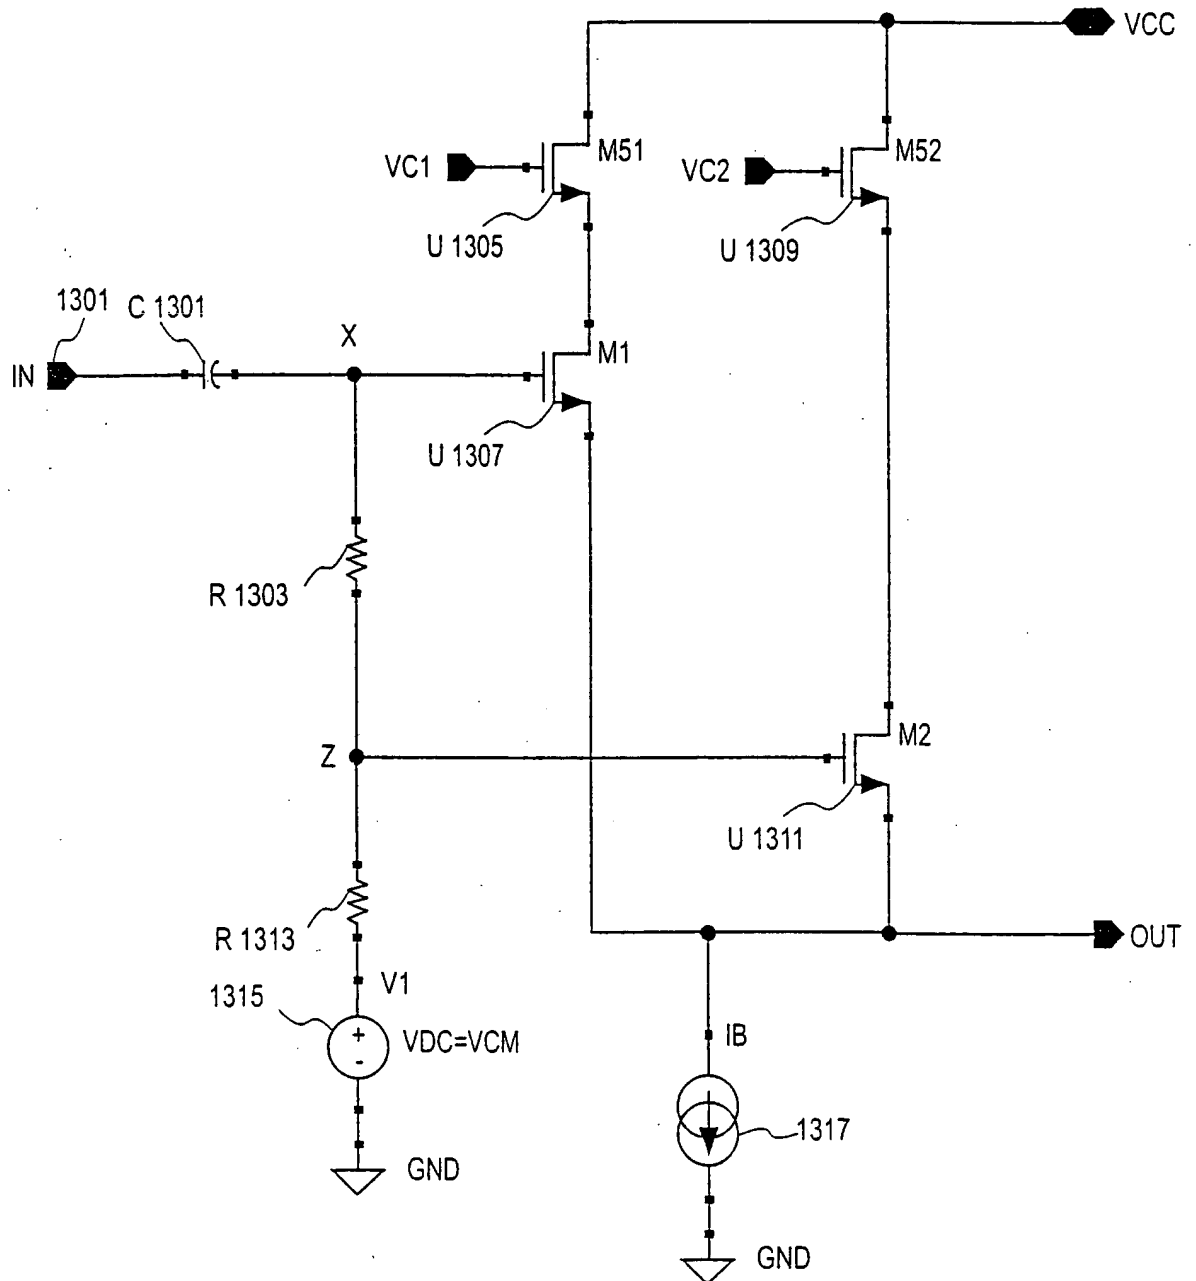 VCC
M51
M52
VC1
VC2
U 1305
U 1309
1301
C 1301
X
M1
IN
U 1307
R 1303
Z
M2
U 1311
R 1313
OUT
V1
1315
VDC=VCM
IB
1317
GND
GND